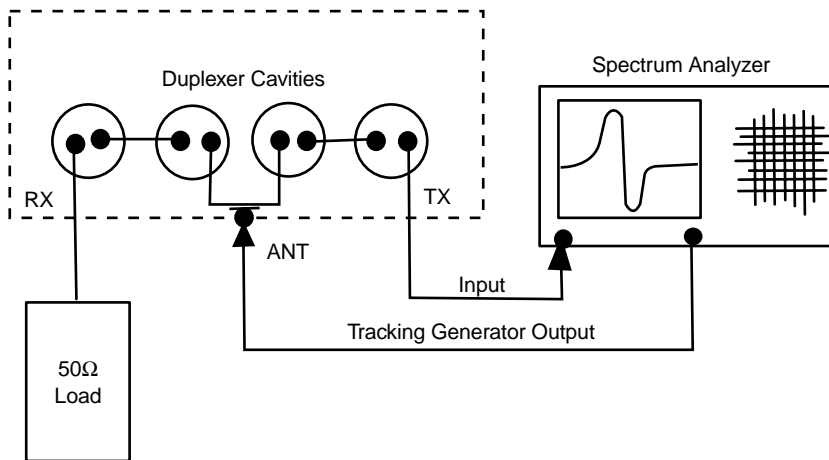 Duplexer Cavities
Spectrum Analyzer
RX
TX
ANT
Input
Tracking Generator Output
50Ω
Load